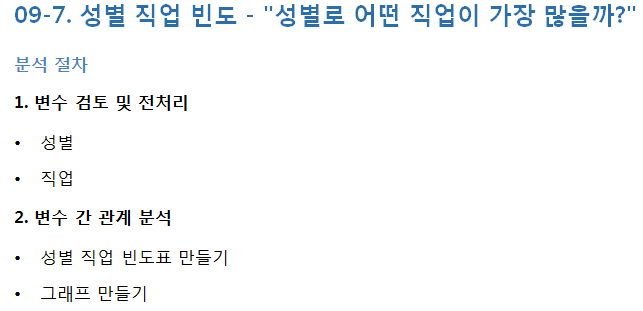 09-7. 성별 직업 빈도 - "성별로 어떤 직업이 가장 많을까?"
분석 절차
1. 변수 검토 및 전처리
• 성별
• 직업
2. 변수 간 관계 분석
• 성별 직업 빈도표 만들기
• 그래프 만들기